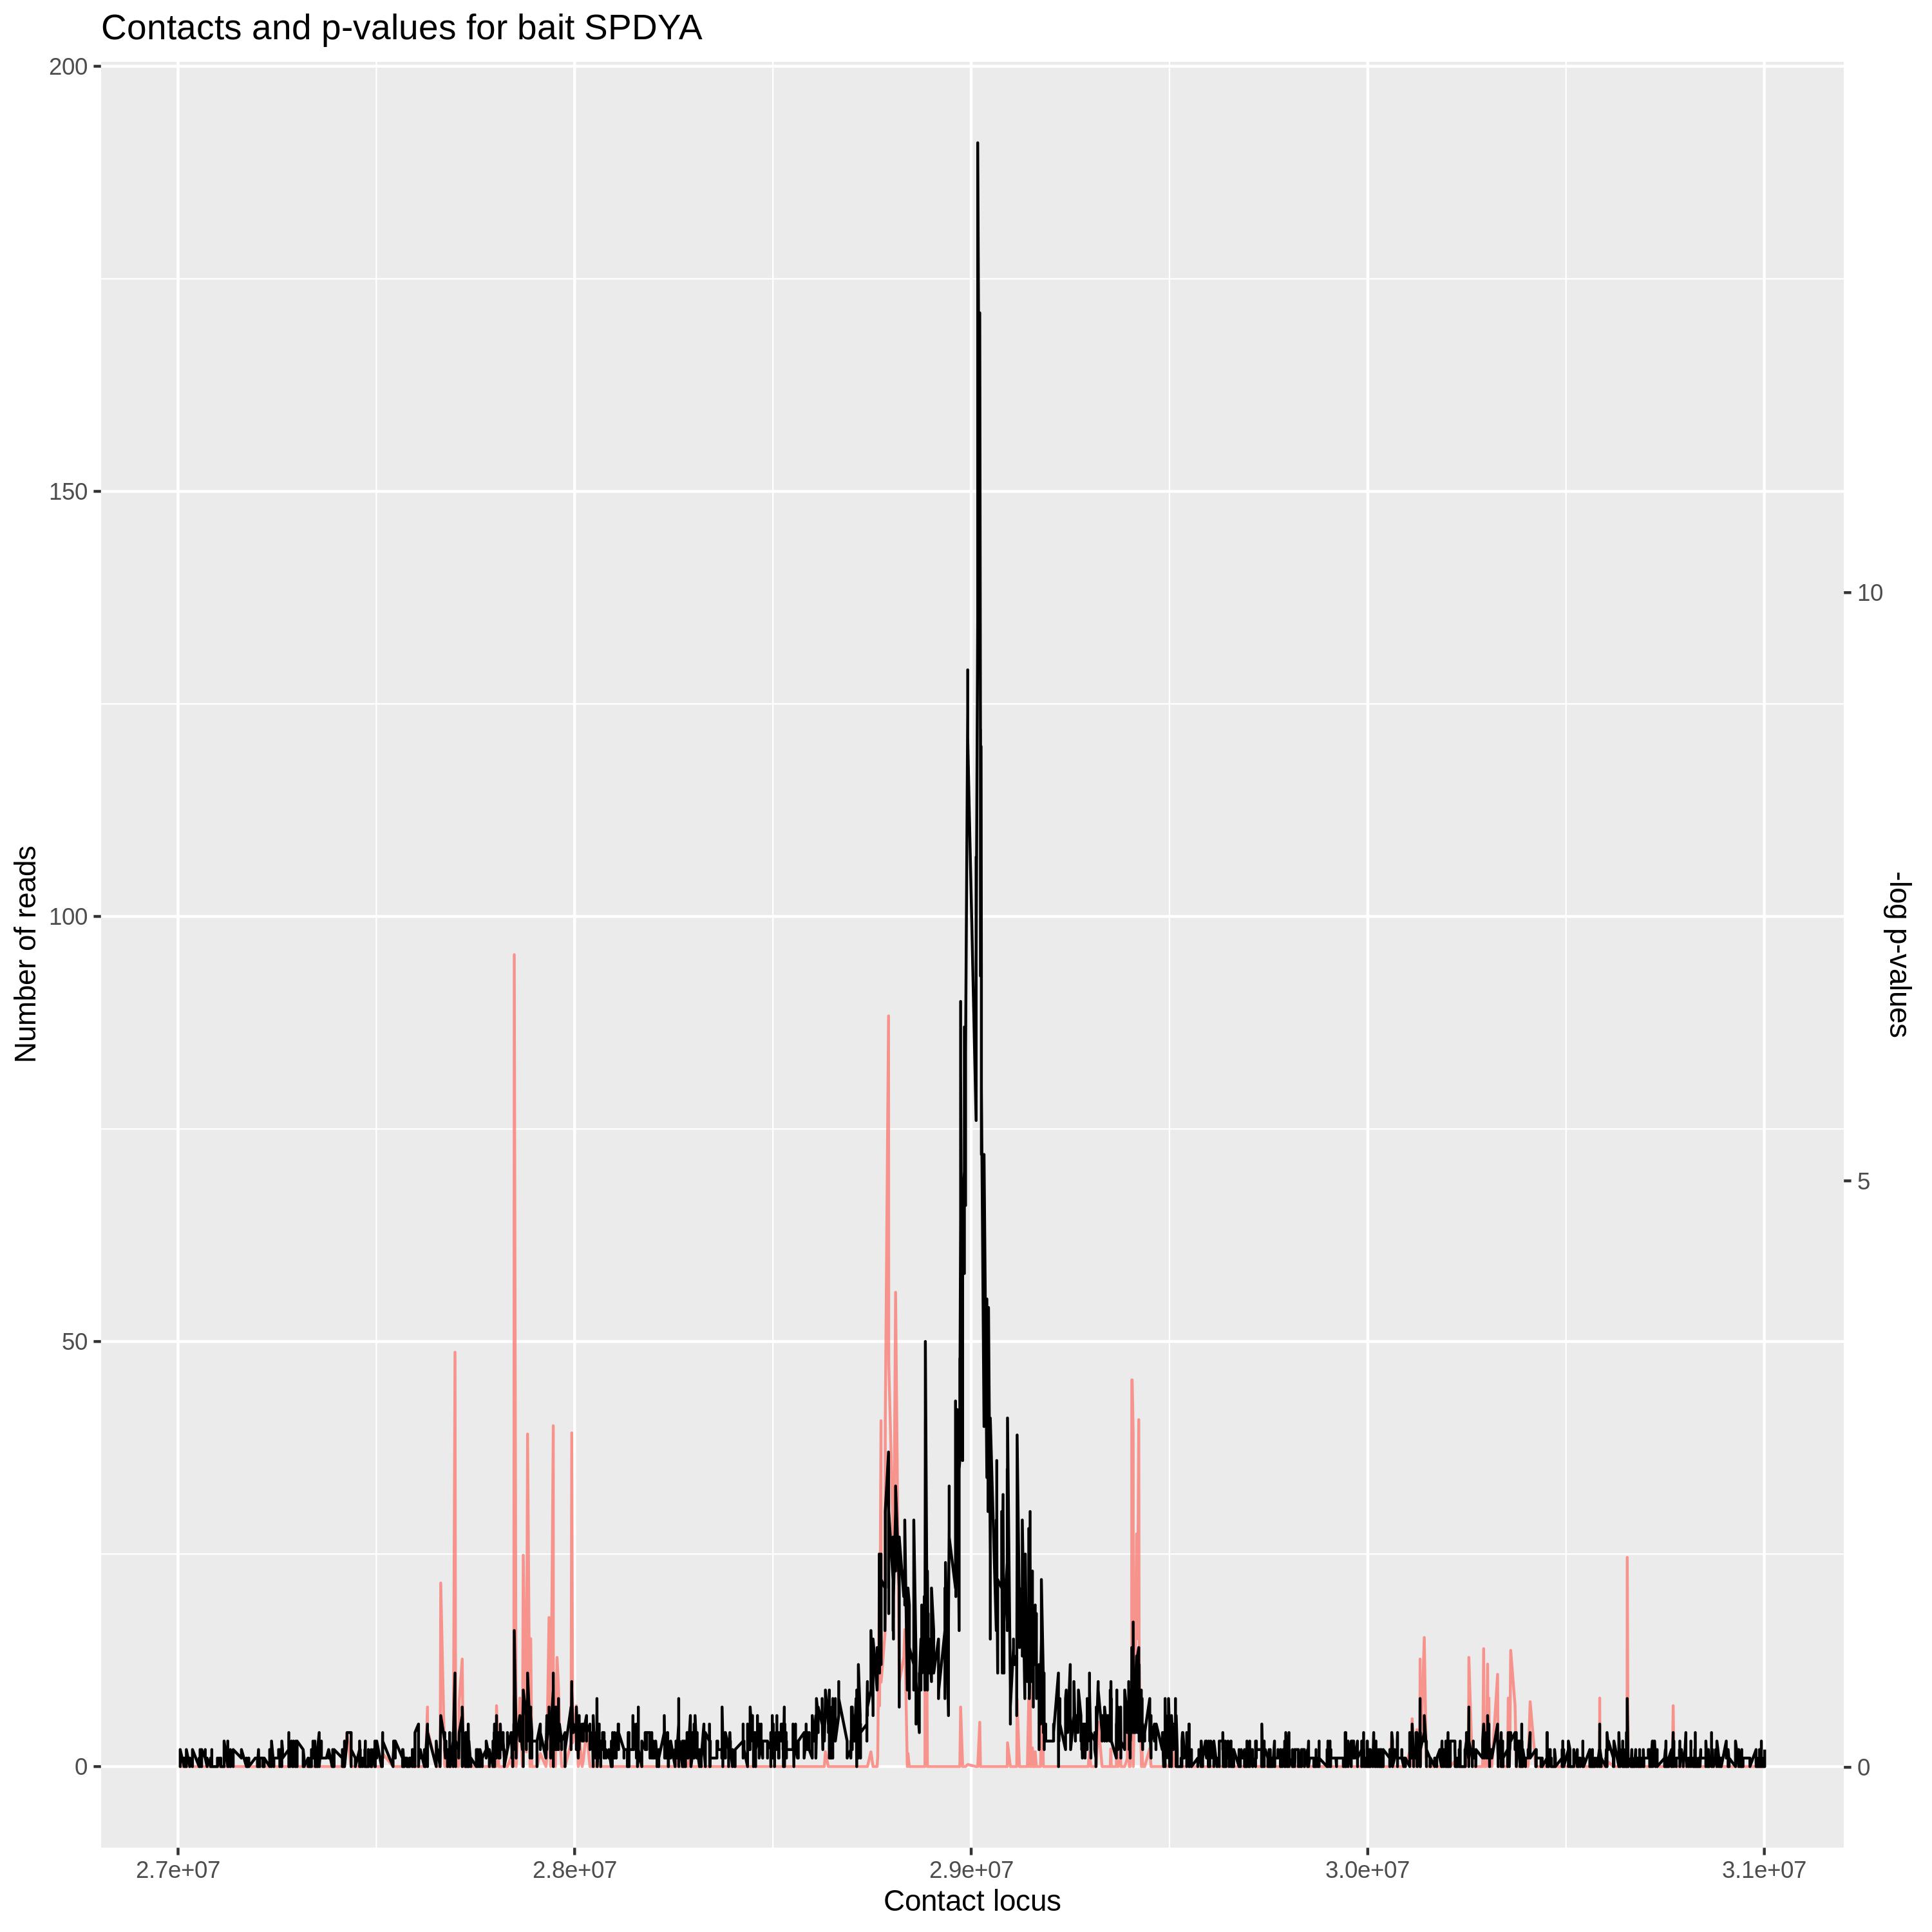 Contacts and p-values for bait SPDYA
200
150
100
50
0
Number of reads
10
5
0
-log p-values
2.7e+07
2.8e+07
2.9e+07
3.0e+07
3.1e+07
Contact locus